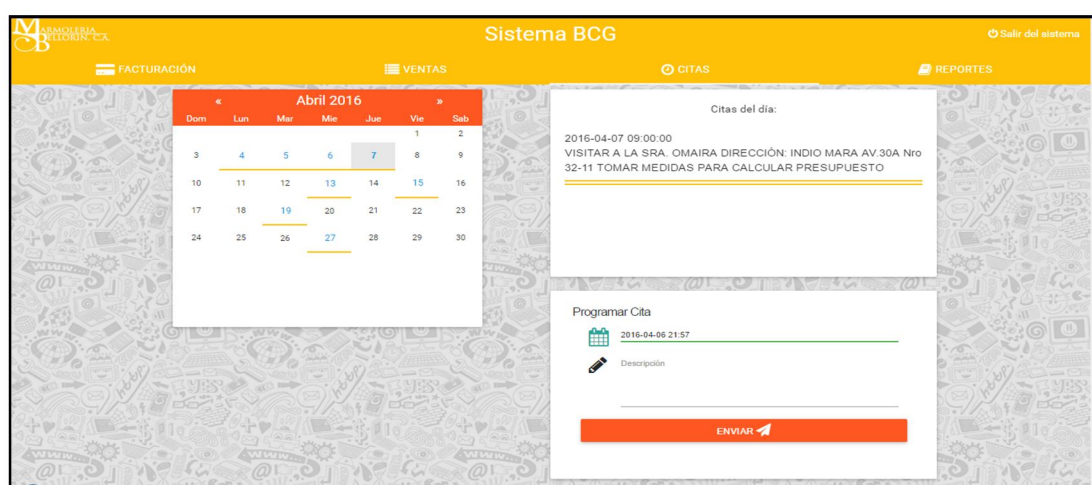 MARMOLERIA
BELLORIN. C.A.
Sistema BCG
Salir del sistema
FACTURACIÓN
VENTAS
CITAS
REPORTES
« Abril 2016 »
Dom Lun Mar Mie Jue Vie Sab
1 2
3 4 5 6 7 8 9
10 11 12 13 14 15 16
17 18 19 20 21 22 23
24 25 26 27 28 29 30
Citas del día:
2016-04-07 09:00:00
VISITAR A LA SRA. OMAIRA DIRECCIÓN: INDIO MARA AV.30A Nro
32-11 TOMAR MEDIDAS PARA CALCULAR PRESUPUESTO
Programar Cita
2016-04-06 21:57
Descripción
ENVIAR